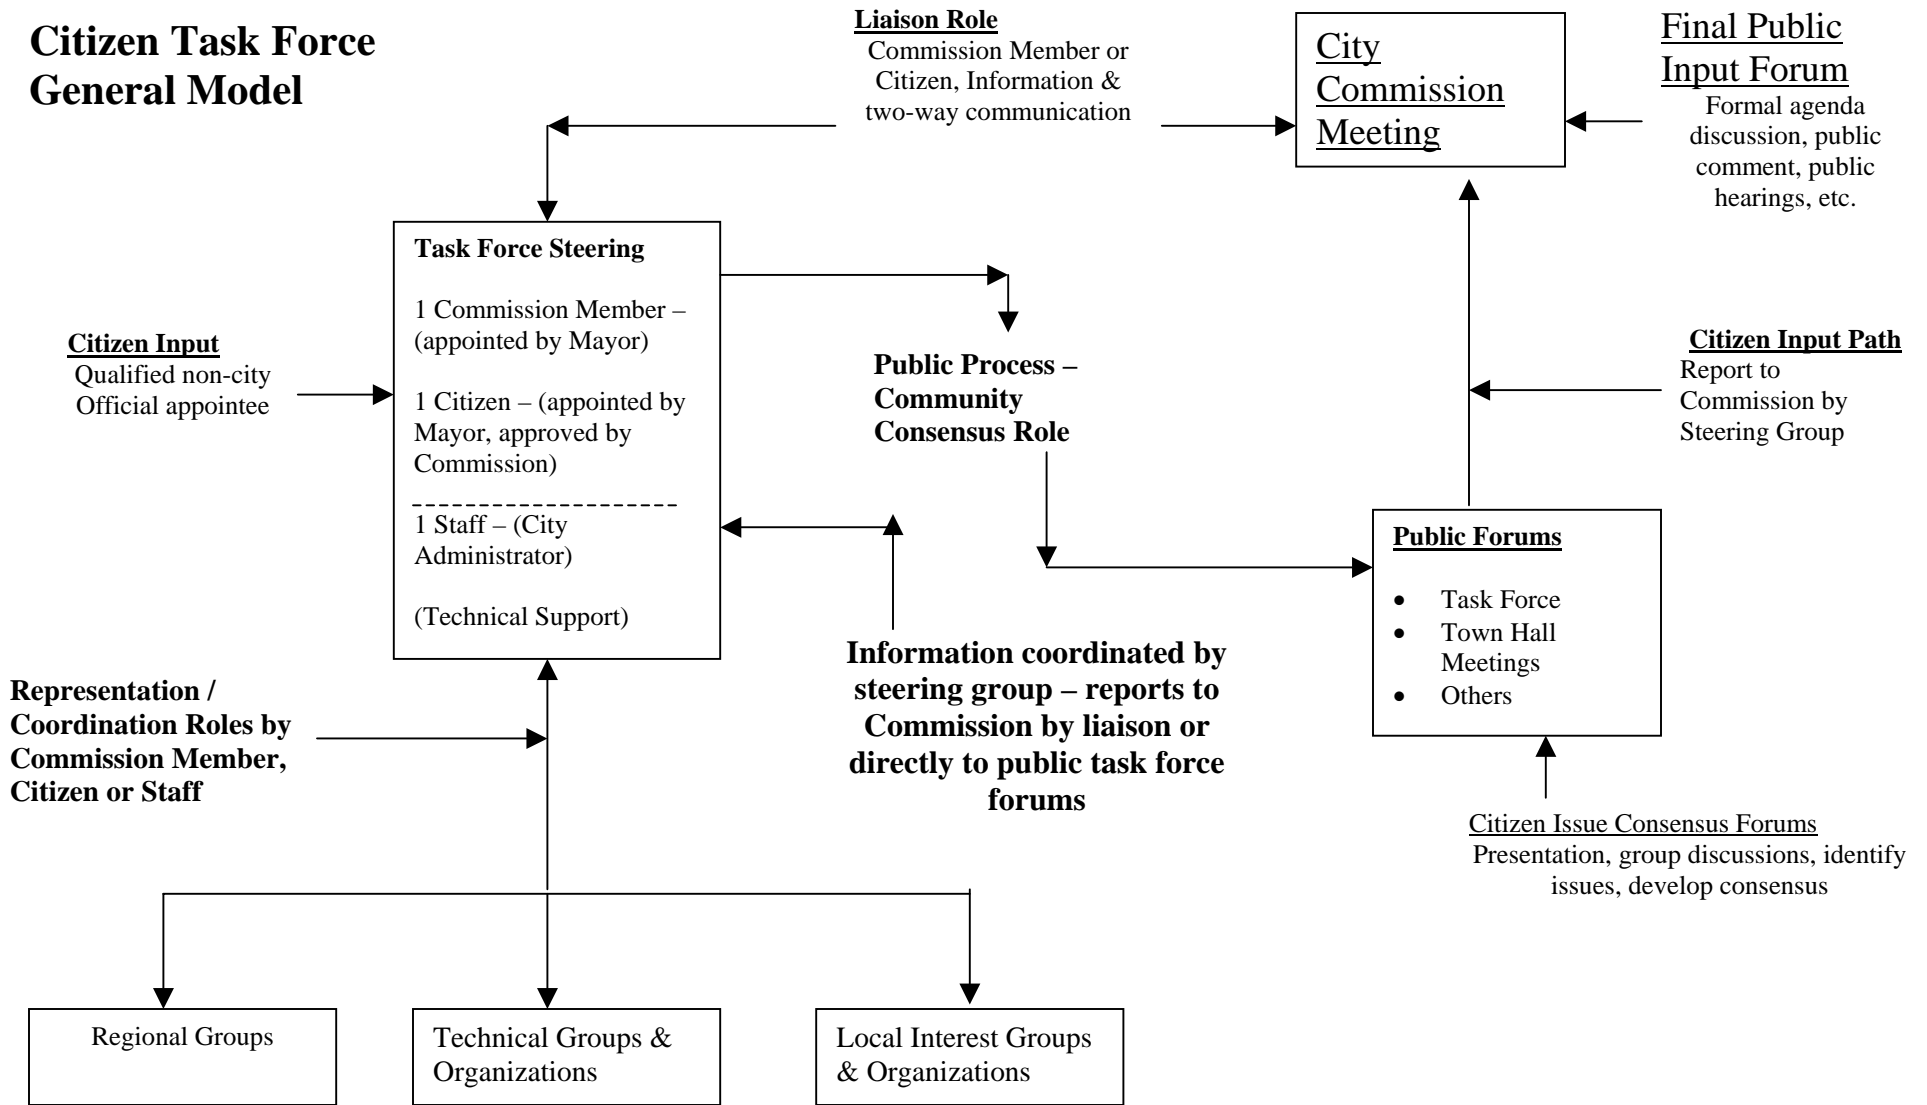 Citizen Task Force
General Model
Liaison Role
Commission Member or
Citizen, Information &
two-way communication
City
Commission
Meeting
Final Public
Input Forum
Formal agenda
discussion, public
comment, public
hearings, etc.
Citizen Input
Qualified non-city
Official appointee
Task Force Steering
1 Commission Member –
(appointed by Mayor)
1 Citizen – (appointed by
Mayor, approved by
Commission)
1 Staff – (City
Administrator)
(Technical Support)
Public Process –
Community
Consensus Role
Citizen Input Path
Report to
Commission by
Steering Group
Public Forums
• Task Force
• Town Hall
Meetings
• Others
Information coordinated by
steering group – reports to
Commission by liaison or
directly to public task force
forums
Representation /
Coordination Roles by
Commission Member,
Citizen or Staff
Citizen Issue Consensus Forums
Presentation, group discussions, identify
issues, develop consensus
Regional Groups
Technical Groups &
Organizations
Local Interest Groups
& Organizations